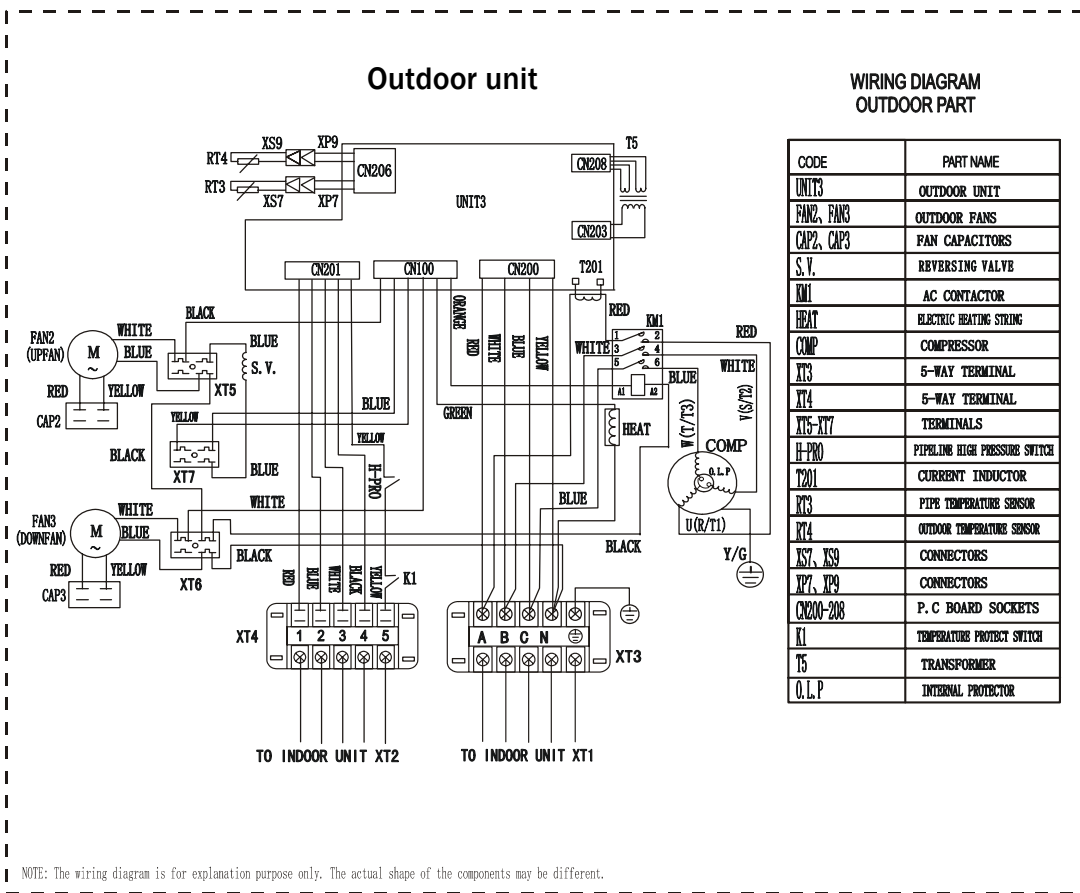 Outdoor unit
WIRING DIAGRAM
OUTDOOR PART
XS9 XP9
RT4
CN206
RT3
XS7 XP7
UNIT3
T5
CN208
CN203
CN201
CN100
CN200
T201
BLACK
ORANGE
RED
WHITE
BLUE
YELLOW
RED
KM1
RED
1 2
WHITE 3 4
5 6
WHITE
A1 A2
BLUE
FAN2
(UPFAN)
M
~
WHITE
BLUE
RED
YELLOW
CAP2
BLUE
S.V.
XT5
BLUE
YELLOW
GREEN
HEAT
W(T/T3)
V(S/T2)
COMP
O.L.P
U(R/T1)
Y/G
BLACK
XT7
BLUE
YELLOW
H-PRO
BLUE
WHITE
BLACK
FAN3
(DOWNFAN)
M
~
WHITE
BLUE
RED
YELLOW
CAP3
XT6
BLACK
RED
BLUE
WHITE
BLACK
YELLOW
K1
XT4
1 2 3 4 5
A B C N
XT3
TO INDOOR UNIT XT2
TO INDOOR UNIT XT1
CODE PART NAME
UNIT3 OUTDOOR UNIT
FAN2、FAN3 OUTDOOR FANS
CAP2、CAP3 FAN CAPACITORS
S.V. REVERSING VALVE
KM1 AC CONTACTOR
HEAT ELECTRIC HEATING STRING
COMP COMPRESSOR
XT3 5-WAY TERMINAL
XT4 5-WAY TERMINAL
XT5-XT7 TERMINALS
H-PRO PIPELINE HIGH PRESSURE SWITCH
T201 CURRENT INDUCTOR
RT3 PIPE TEMPERATURE SENSOR
RT4 OUTDOOR TEMPERATURE SENSOR
XS7、XS9 CONNECTORS
XP7、XP9 CONNECTORS
CN200-208 P.C BOARD SOCKETS
K1 TEMPERATURE PROTECT SWITCH
T5 TRANSFORMER
O.L.P INTERNAL PROTECTOR
NOTE: The wiring diagram is for explanation purpose only. The actual shape of the components may be different.